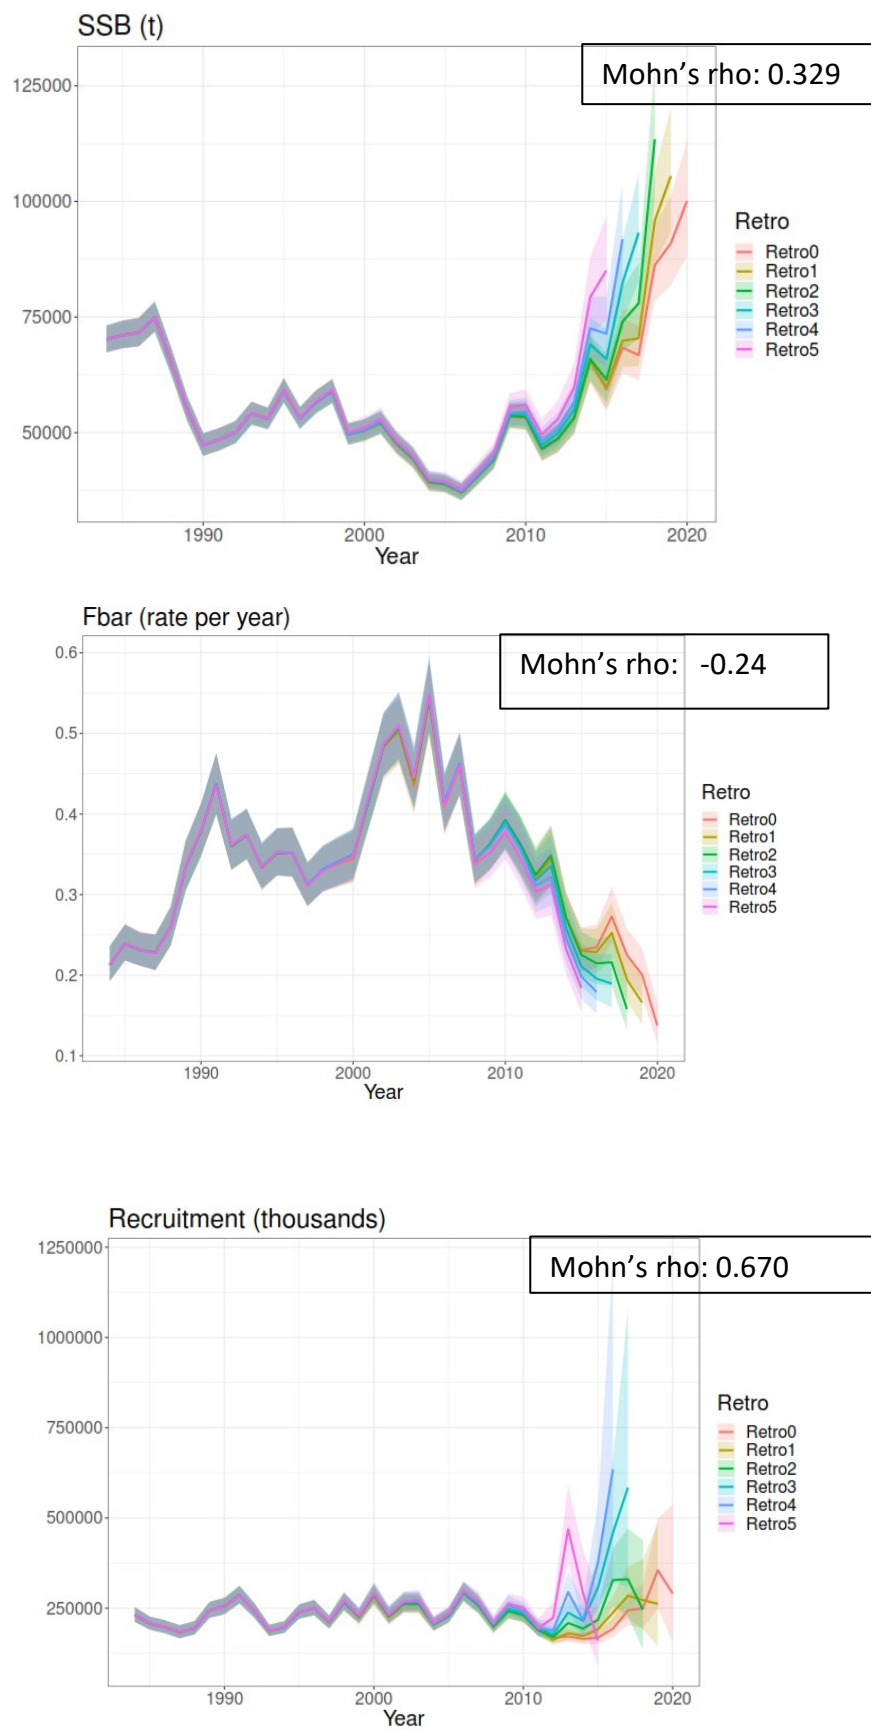 SSB (t)
Mohn's rho: 0.329
125000
100000
75000
50000
1990
2000
2010
2020
Year
Retro
Retro0
Retro1
Retro2
Retro3
Retro4
Retro5
Fbar (rate per year)
Mohn's rho: -0.24
0.6
0.5
0.4
0.3
0.2
0.1
1990
2000
2010
2020
Year
Retro
Retro0
Retro1
Retro2
Retro3
Retro4
Retro5
Recruitment (thousands)
Mohn's rho: 0.670
1250000
1000000
750000
500000
250000
1990
2000
2010
2020
Year
Retro
Retro0
Retro1
Retro2
Retro3
Retro4
Retro5